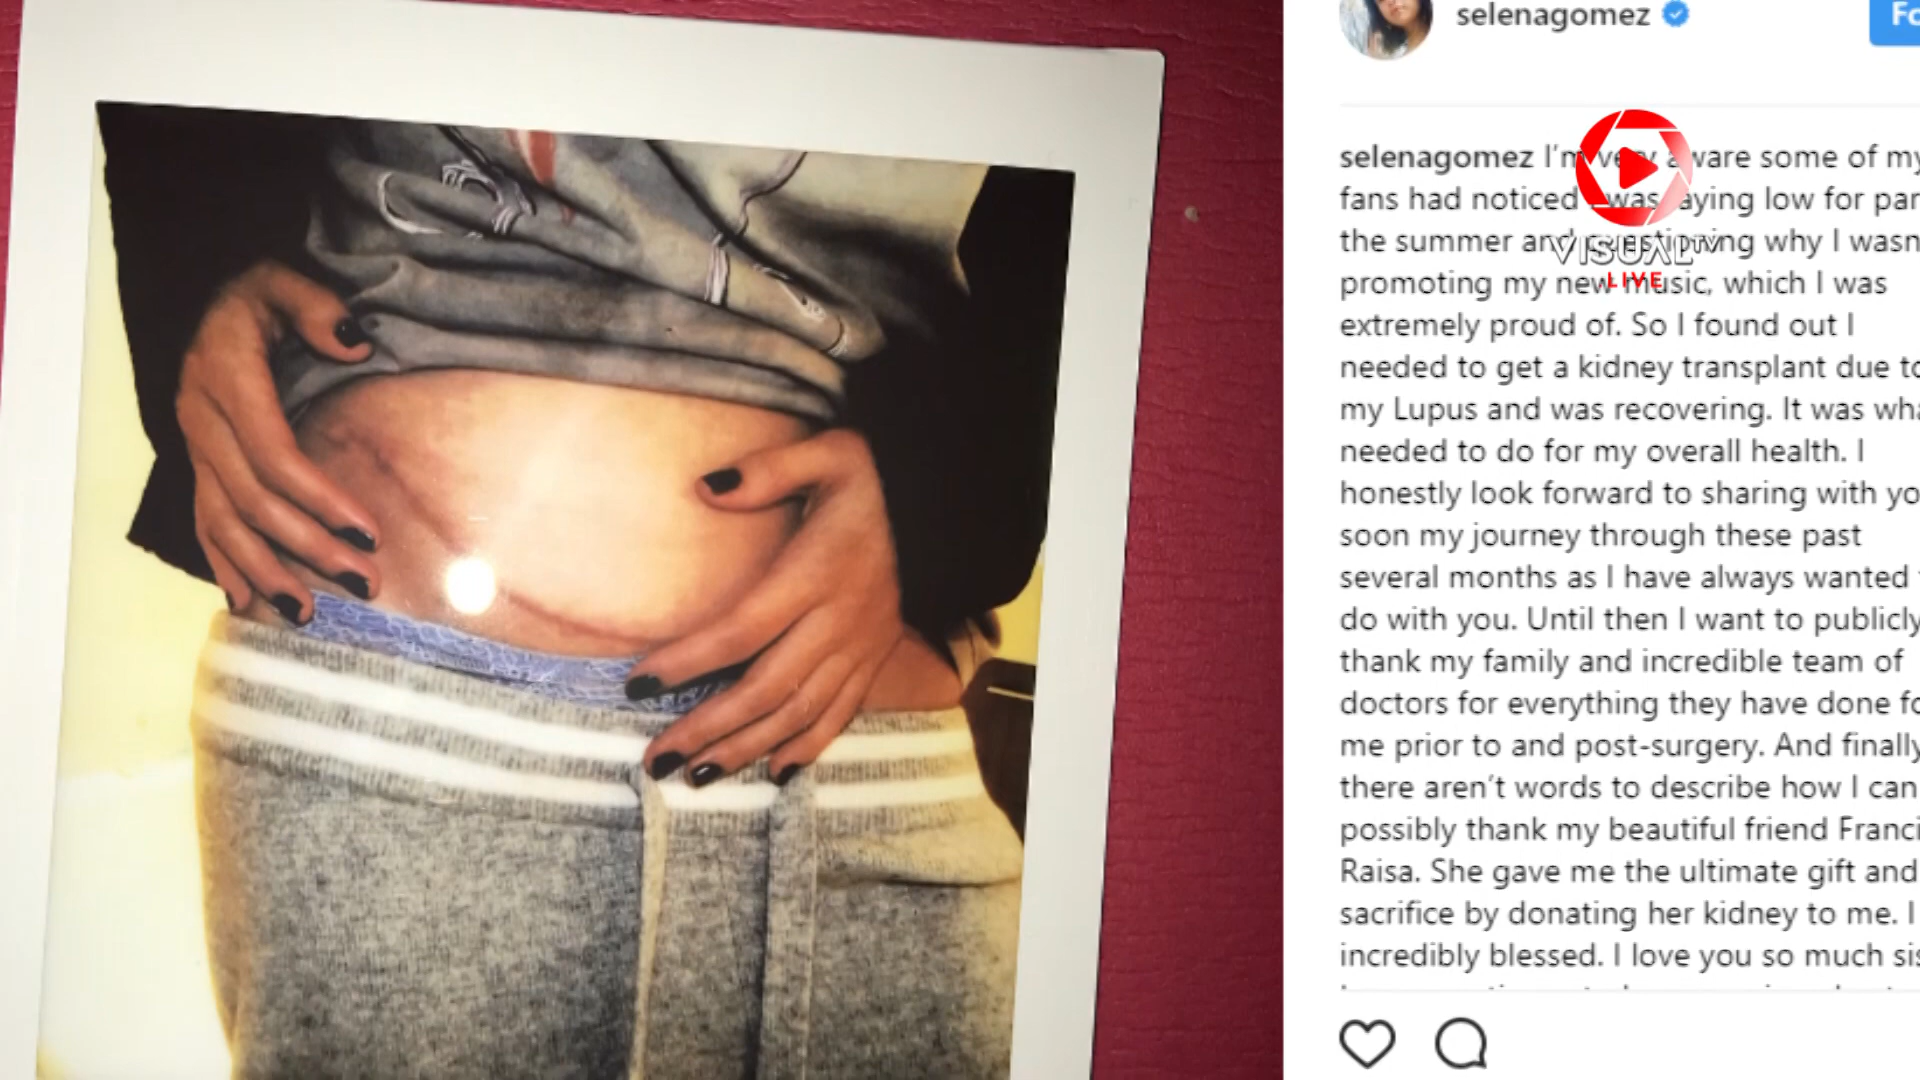 selenagomez
Fo
selenagomez I'm very aware some of my
fans had noticed I was laying low for par
the summer and questioning why I wasn
promoting my new music, which I was
extremely proud of. So I found out I
needed to get a kidney transplant due to
my Lupus and was recovering. It was wha
needed to do for my overall health. I
honestly look forward to sharing with yo
soon my journey through these past
several months as I have always wanted
do with you. Until then I want to publicly
thank my family and incredible team of
doctors for everything they have done fo
me prior to and post-surgery. And finally
there aren't words to describe how I can
possibly thank my beautiful friend Franci
Raisa. She gave me the ultimate gift and
sacrifice by donating her kidney to me. I
incredibly blessed. I love you so much sis
VISUAL TV
LIVE